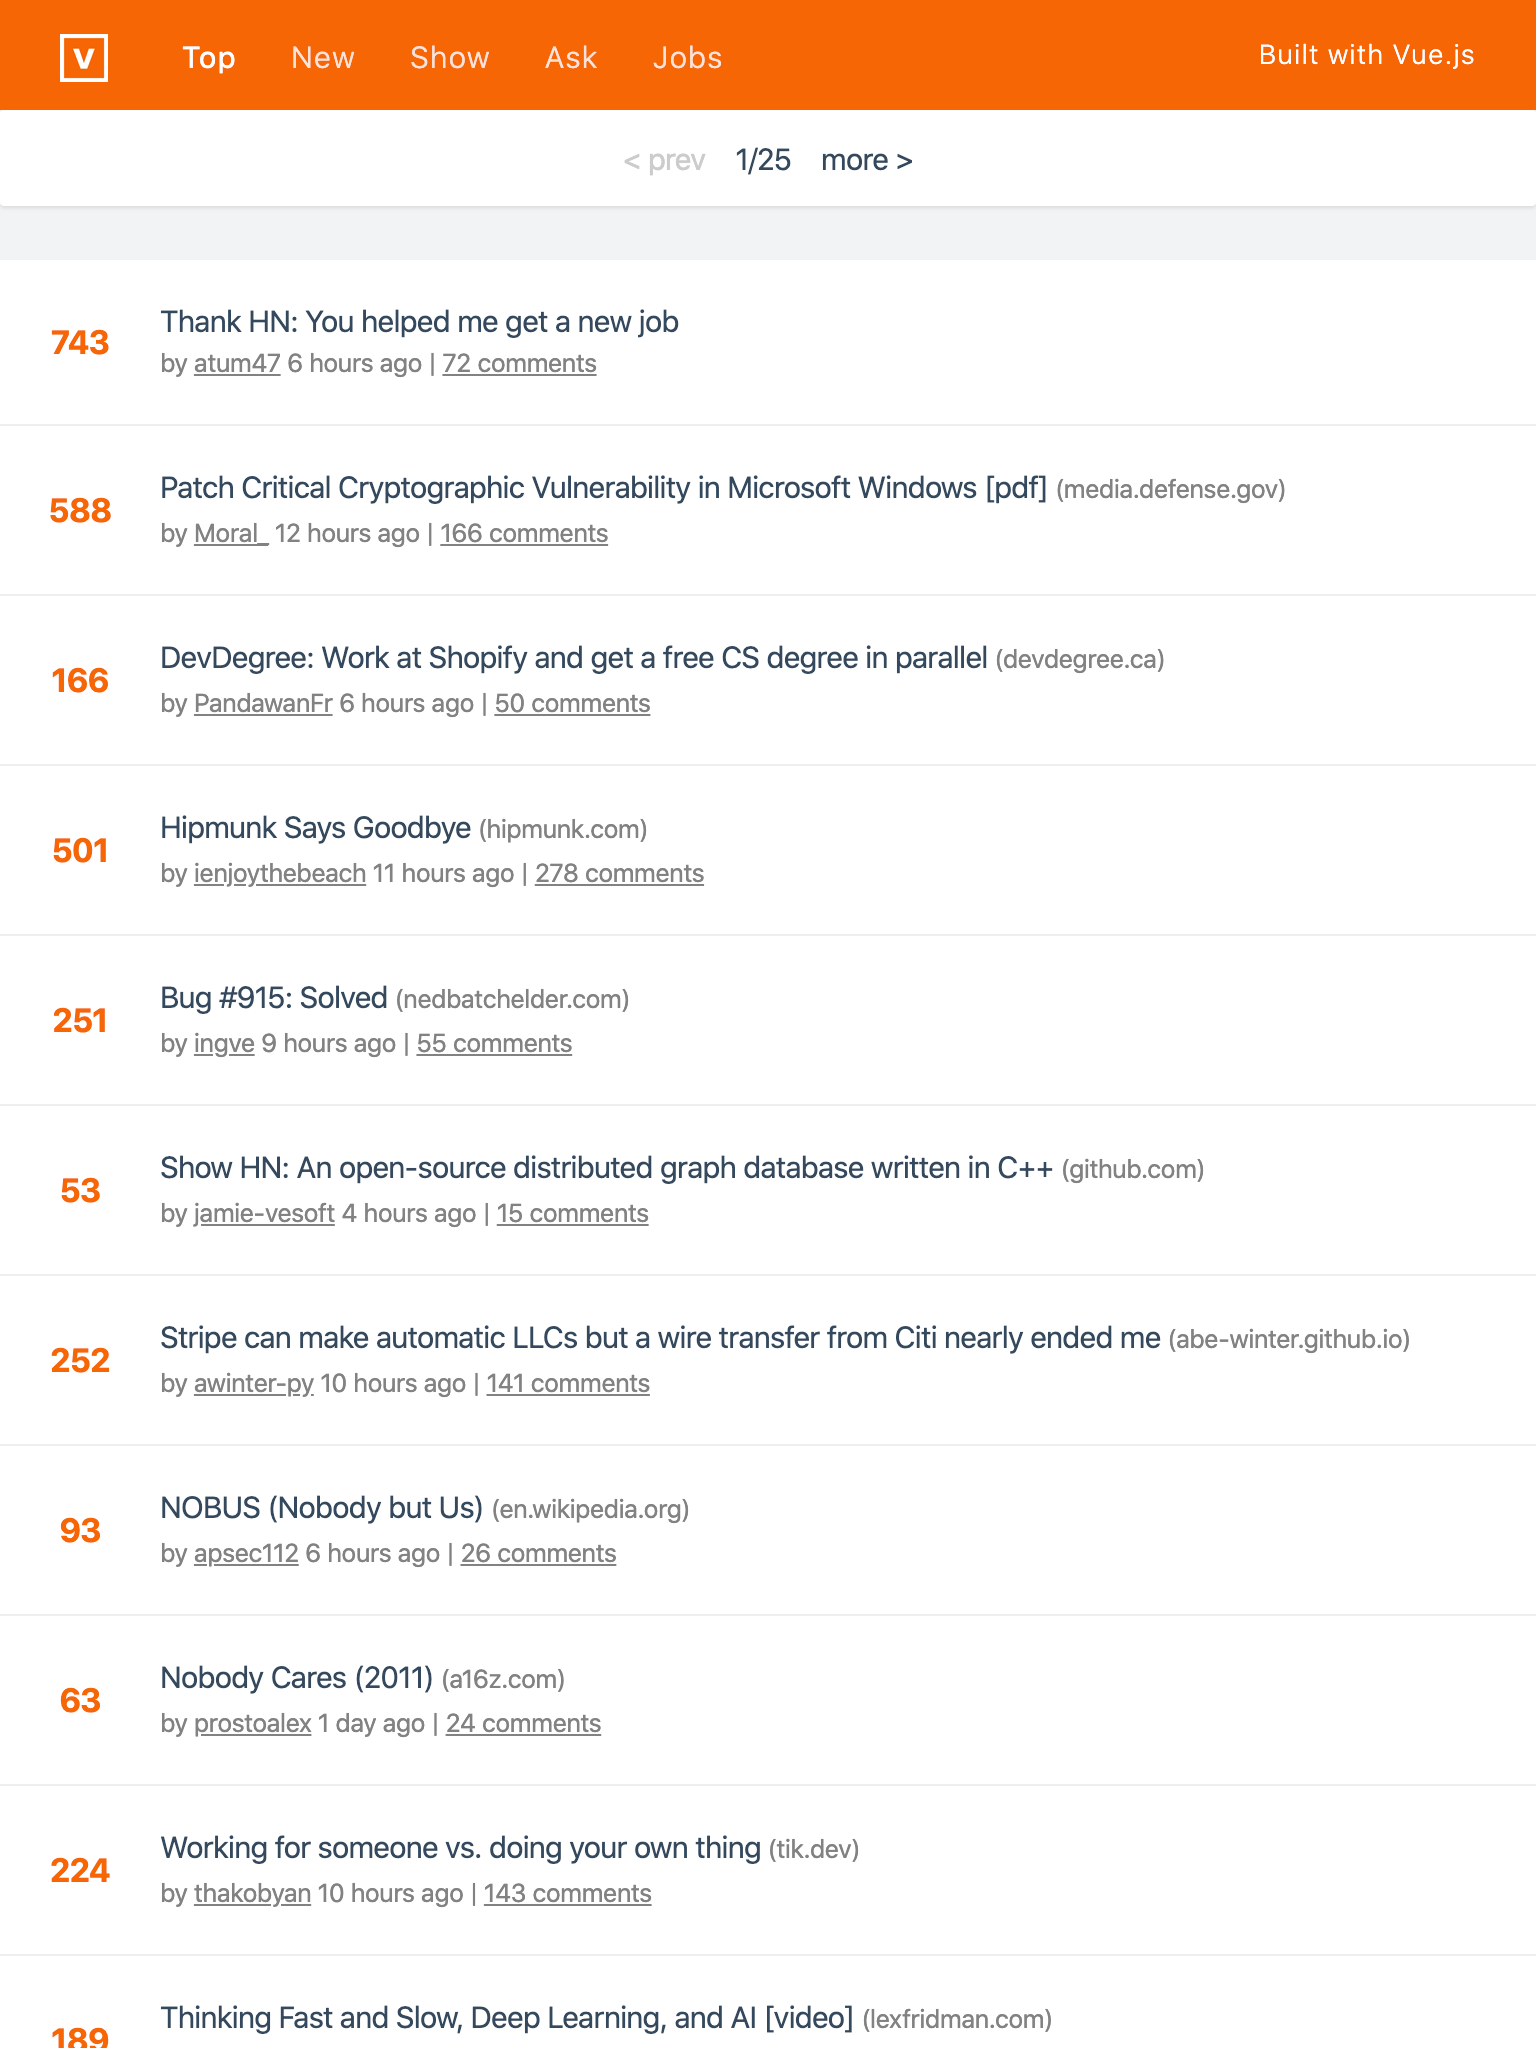 V Top New Show Ask Jobs Built with Vue.js
< prev 1/25 more >
743
Thank HN: You helped me get a new job
by atum47 6 hours ago | 72 comments
588
Patch Critical Cryptographic Vulnerability in Microsoft Windows [pdf] (media.defense.gov)
by Moral_ 12 hours ago | 166 comments
166
DevDegree: Work at Shopify and get a free CS degree in parallel (devdegree.ca)
by PandawanFr 6 hours ago | 50 comments
501
Hipmunk Says Goodbye (hipmunk.com)
by ienjoythebeach 11 hours ago | 278 comments
251
Bug #915: Solved (nedbatchelder.com)
by ingve 9 hours ago | 55 comments
53
Show HN: An open-source distributed graph database written in C++ (github.com)
by jamie-vesoft 4 hours ago | 15 comments
252
Stripe can make automatic LLCs but a wire transfer from Citi nearly ended me (abe-winter.github.io)
by awinter-py 10 hours ago | 141 comments
93
NOBUS (Nobody but Us) (en.wikipedia.org)
by apsec112 6 hours ago | 26 comments
63
Nobody Cares (2011) (a16z.com)
by prostoalex 1 day ago | 24 comments
224
Working for someone vs. doing your own thing (tik.dev)
by thakobyan 10 hours ago | 143 comments
189
Thinking Fast and Slow, Deep Learning, and AI [video] (lexfridman.com)